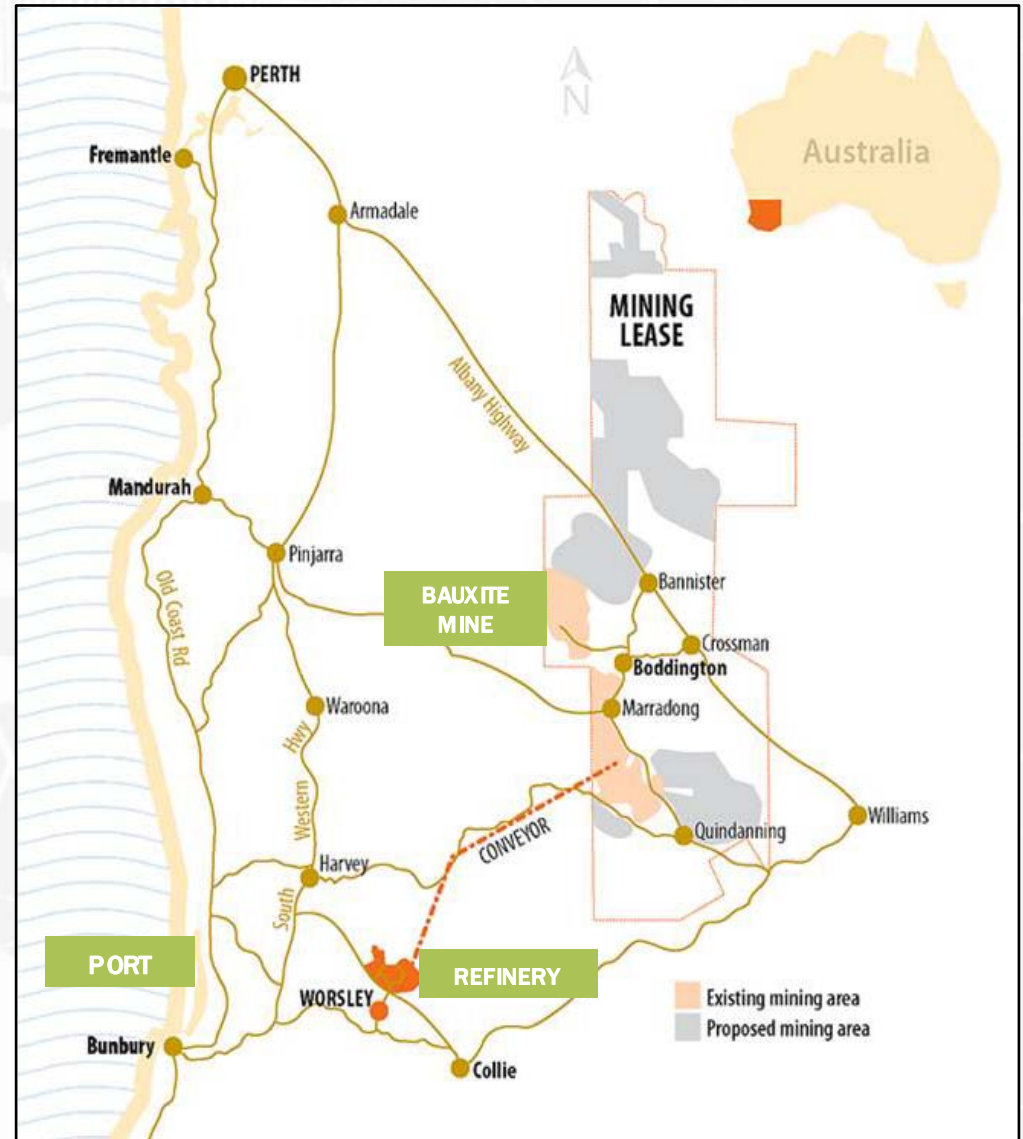 PERTH
Fremantle
N
Australia
Armadale
MINING
LEASE
Albany Highway
Mandurah
Pinjarra
Old Coast Rd
BAUXITE
MINE
Bannister
Crossman
Boddington
Marradong
Waroona
Hwy
Western
South
CONVEYOR
Williams
Quindanning
Harvey
PORT
REFINERY
WORSLEY
Existing mining area
Proposed mining area
Bunbury
Collie